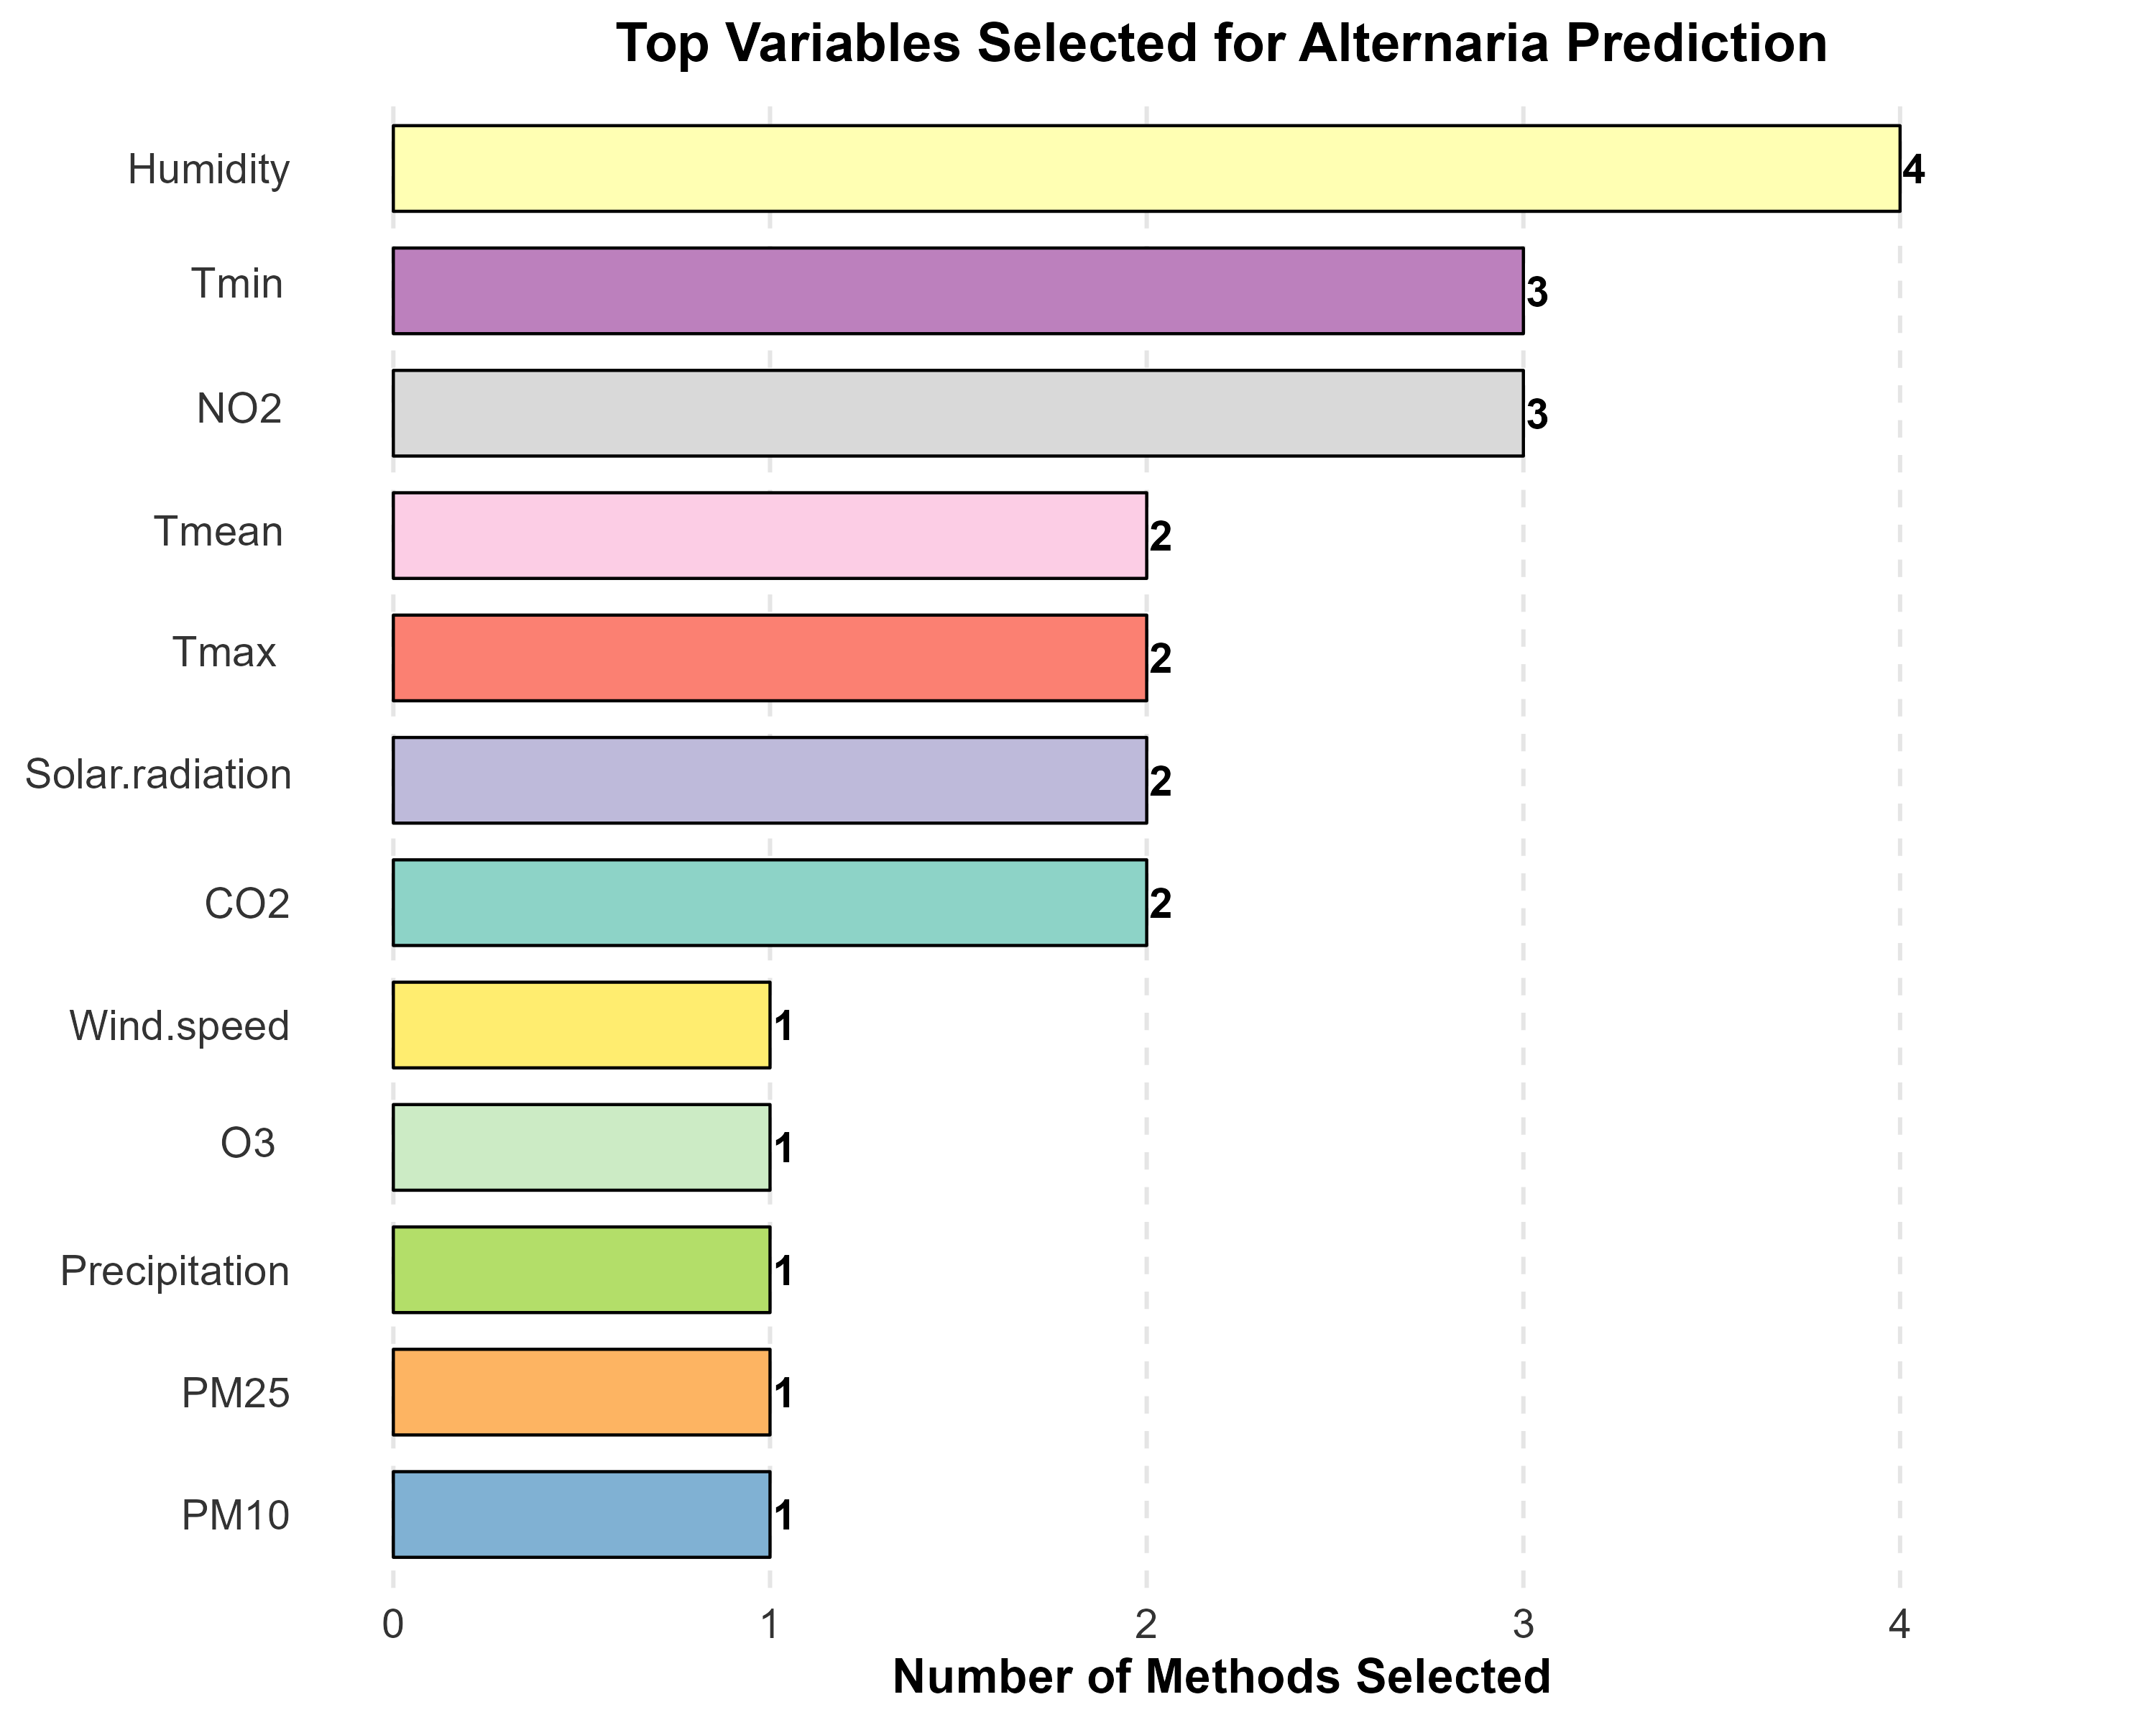 Top Variables Selected for Alternaria Prediction
Humidity 4
Tmin 3
NO2 3
Tmean 2
Tmax 2
Solar.radiation 2
CO2 2
Wind.speed 1
O3 1
Precipitation 1
PM25 1
PM10 1
0 1 2 3 4
Number of Methods Selected